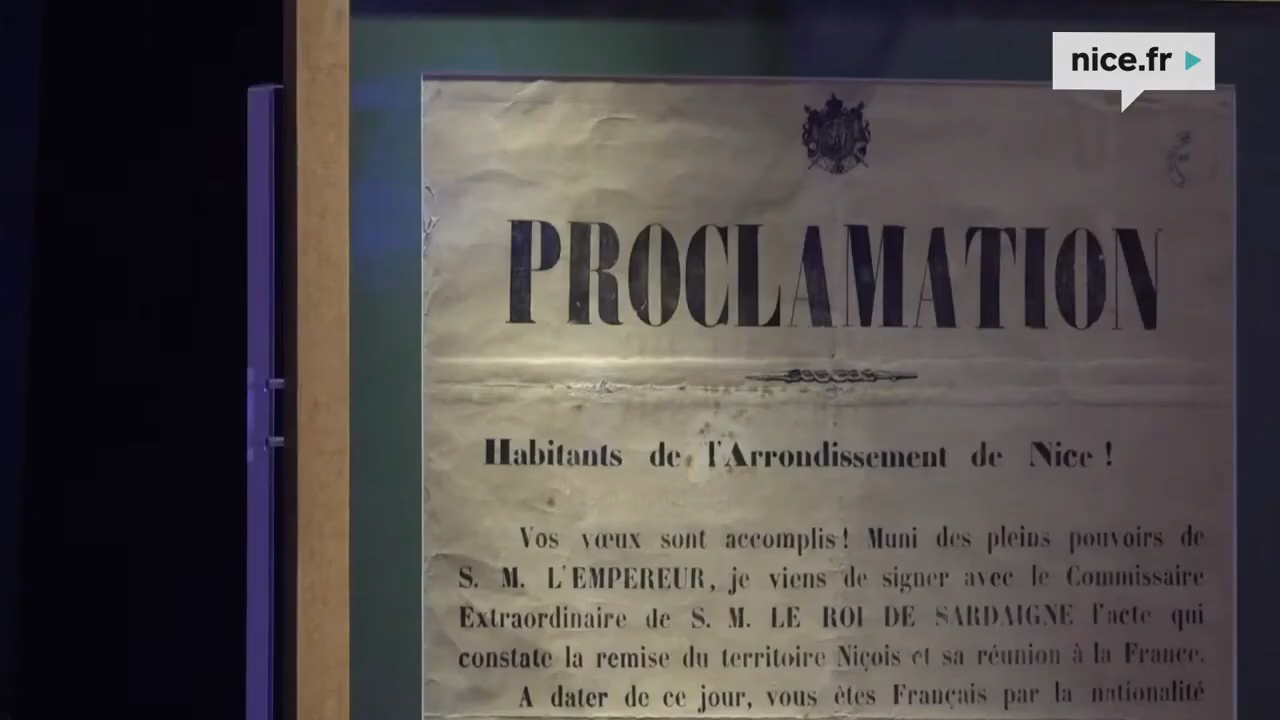 nice.fr
PROCLAMATION
Habitants de l'Arrondissement de Nice !
Vos vœux sont accomplis ! Muni des pleins pouvoirs de
S. M. L'EMPEREUR, je viens de signer avec le Commissaire
Extraordinaire de S. M. LE ROI DE SARDAIGNE l'acte qui
constate la remise du territoire Niçois et sa réunion à la France.
A dater de ce jour, vous êtes Français par la nationalité